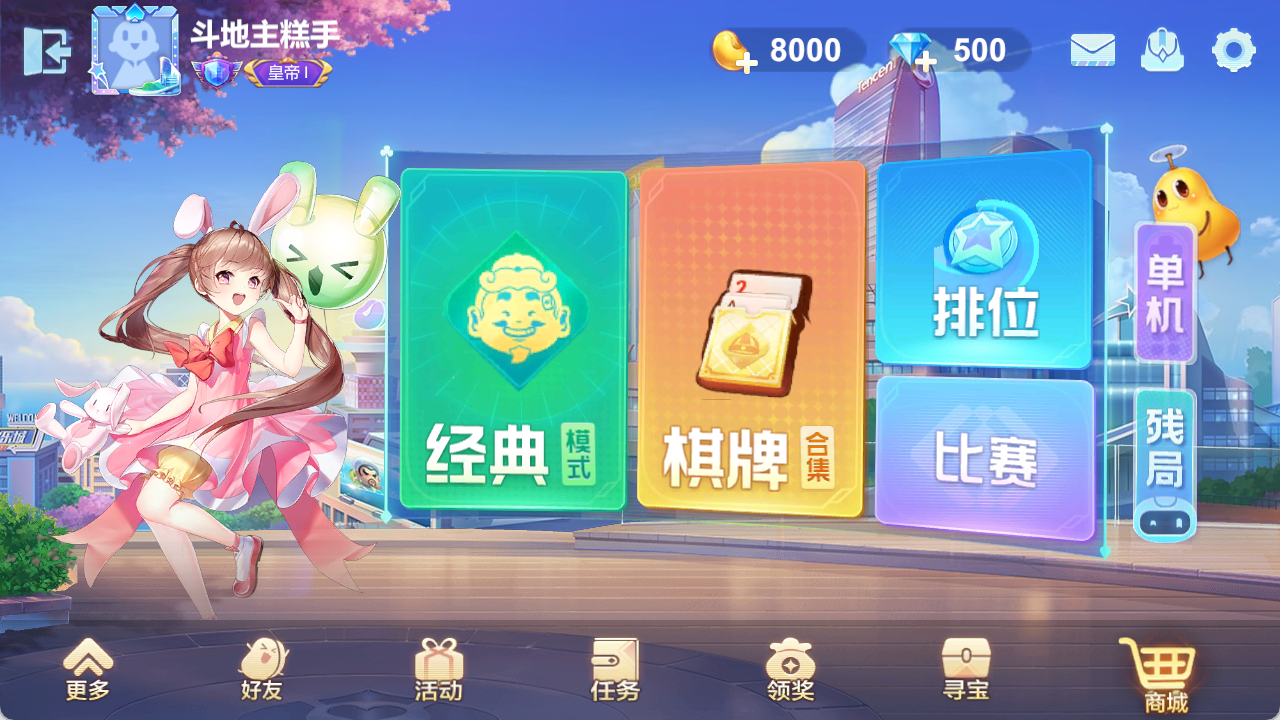 斗地主糕手
皇帝 I
8000
500
Tencent
经典
模式
棋牌
合集
2
A
排位
比赛
单机
残局
更多
好友
活动
任务
领奖
寻宝
商城